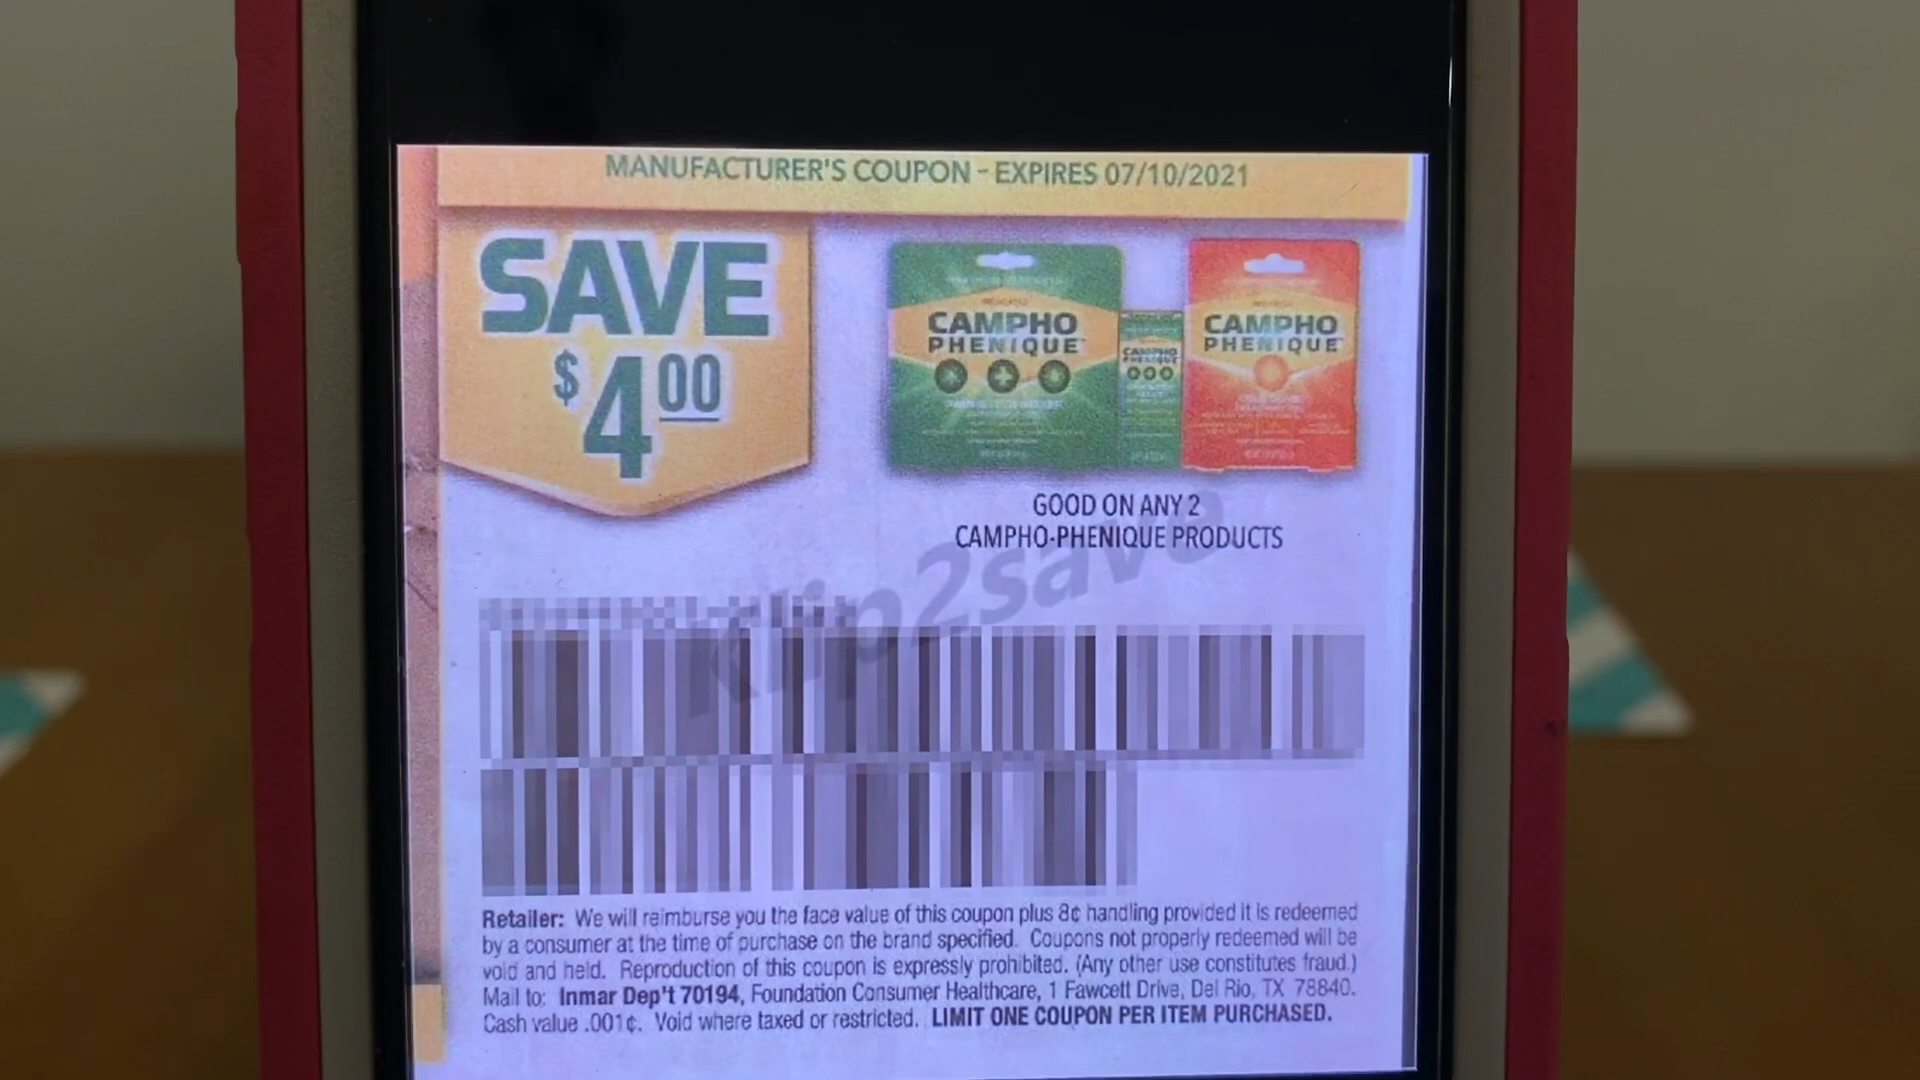 MANUFACTURER'S COUPON - EXPIRES 07/10/2021
SAVE
$4.00
CAMPHO
PHENIQUE
CAMPHO
PHENIQUE
CAMPHO
PHENIQUE
GOOD ON ANY 2
CAMPHO-PHENIQUE PRODUCTS
Klip2save
Retailer: We will reimburse you the face value of this coupon plus 8¢ handling provided it is redeemed
by a consumer at the time of purchase on the brand specified. Coupons not properly redeemed will be
void and held. Reproduction of this coupon is expressly prohibited. (Any other use constitutes fraud.)
Mail to: Inmar Dep't 70194, Foundation Consumer Healthcare, 1 Fawcett Drive, Del Rio, TX 78840.
Cash value .001¢. Void where taxed or restricted. LIMIT ONE COUPON PER ITEM PURCHASED.